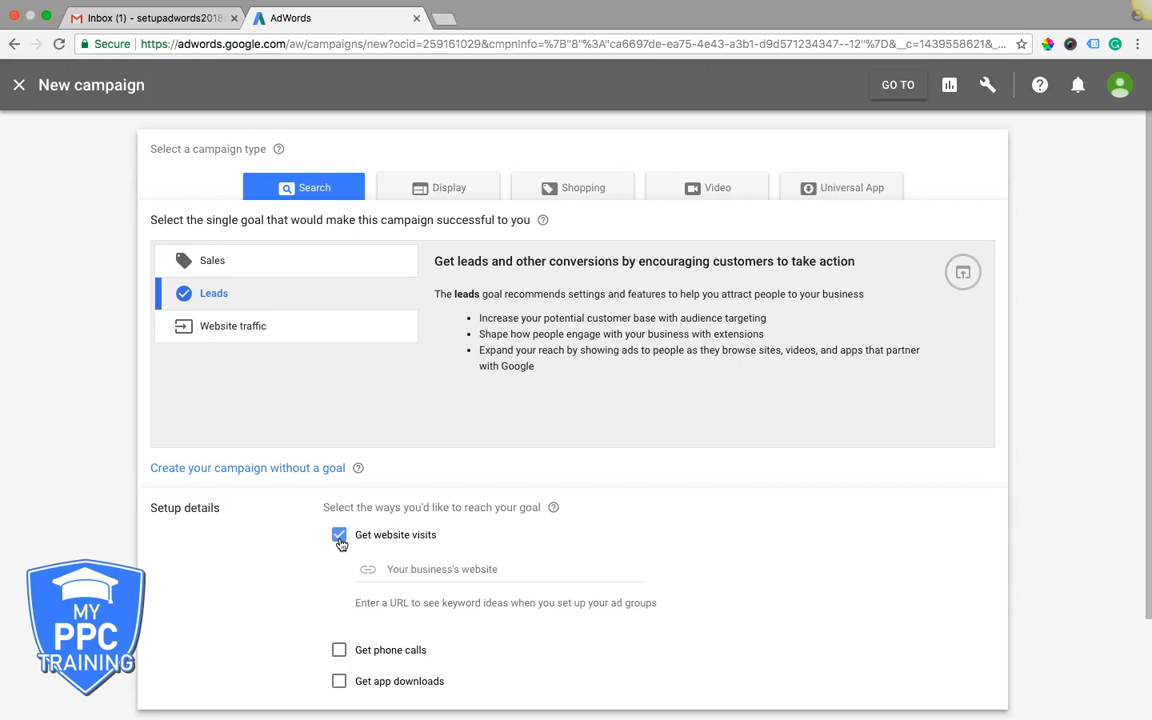 Inbox (1) - setupadwords2018
AdWords
Secure https://adwords.google.com/aw/campaigns/new?ocid=259161029&cmpnInfo=%7B"8"%3A"ca6697de-ea75-4e43-a3b1-d9d571234347--12"%7D&__c=1439558621&_...
New campaign
GO TO
Select a campaign type
Search
Display
Shopping
Video
Universal App
Select the single goal that would make this campaign successful to you
Sales
Leads
Website traffic
Get leads and other conversions by encouraging customers to take action
The leads goal recommends settings and features to help you attract people to your business
• Increase your potential customer base with audience targeting
• Shape how people engage with your business with extensions
• Expand your reach by showing ads to people as they browse sites, videos, and apps that partner
with Google
Create your campaign without a goal
Setup details
Select the ways you'd like to reach your goal
Get website visits
Your business's website
Enter a URL to see keyword ideas when you set up your ad groups
Get phone calls
Get app downloads
MY
PPC
TRAINING